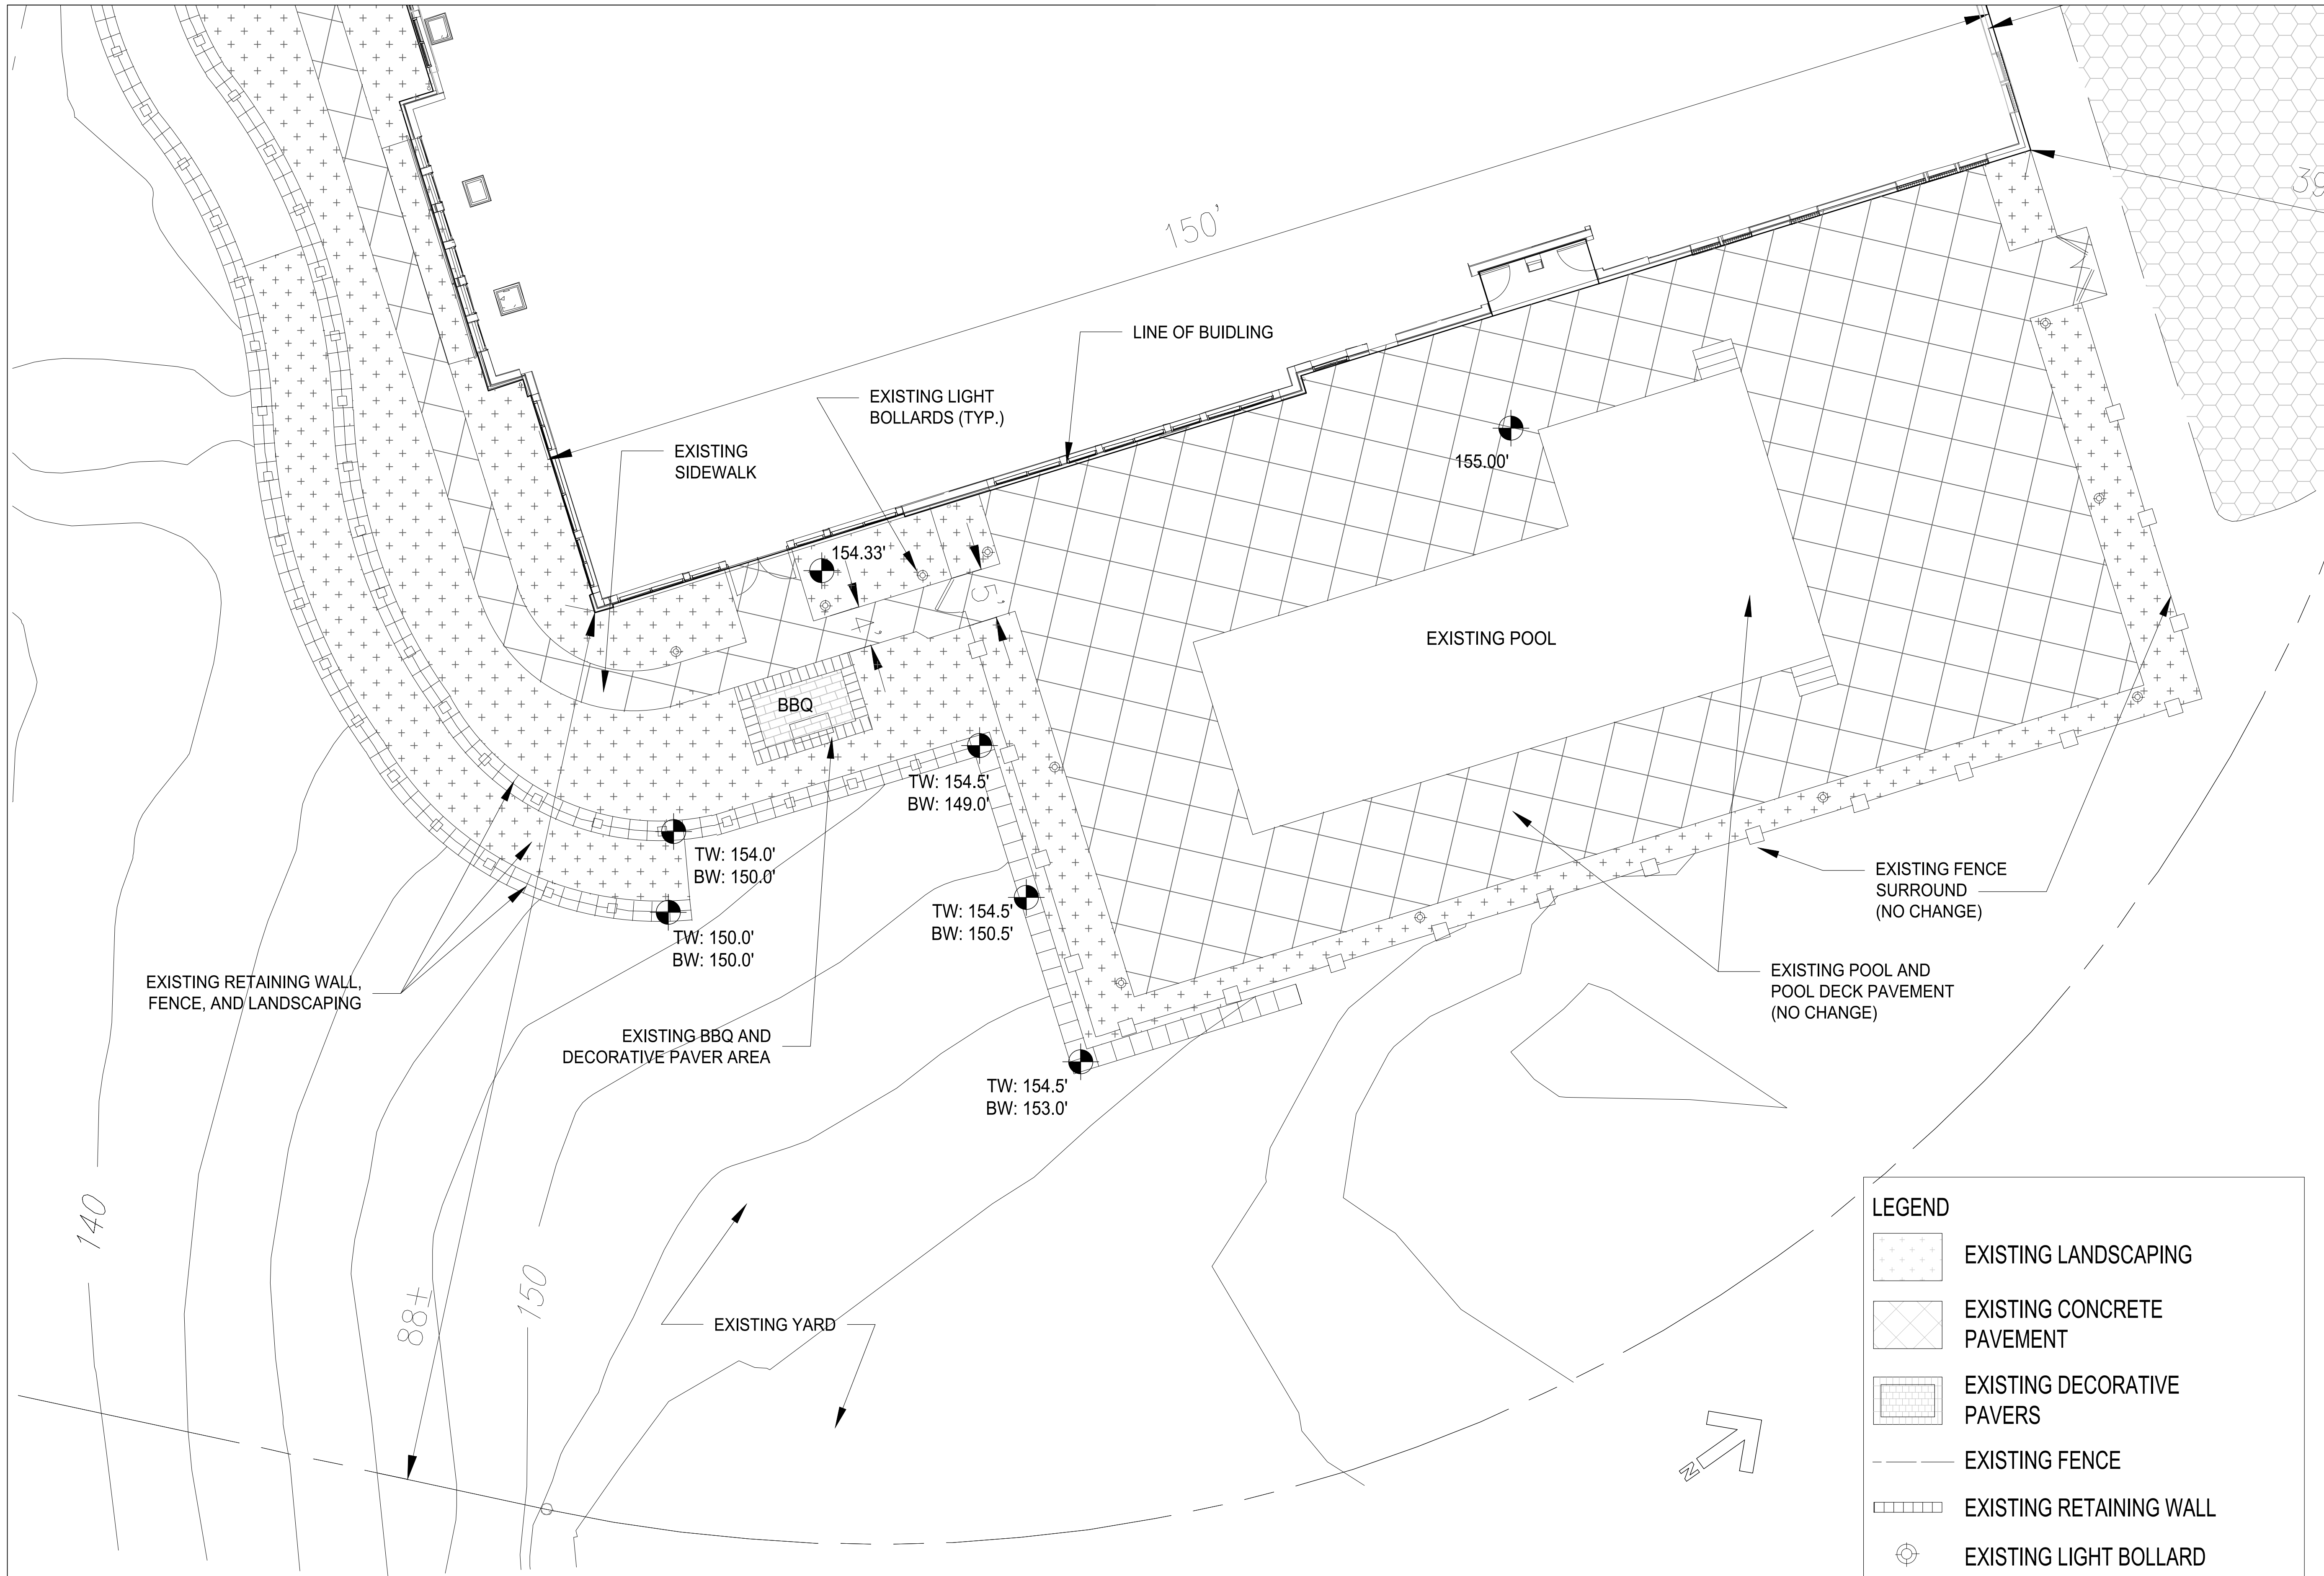 150'
39
LINE OF BUIDLING
EXISTING LIGHT
BOLLARDS (TYP.)
EXISTING
SIDEWALK
155.00'
154.33'
5'
4'
EXISTING POOL
BBQ
TW: 154.5'
BW: 149.0'
TW: 154.0'
BW: 150.0'
TW: 154.5'
BW: 150.5'
TW: 150.0'
BW: 150.0'
EXISTING FENCE
SURROUND
(NO CHANGE)
EXISTING POOL AND
POOL DECK PAVEMENT
(NO CHANGE)
EXISTING RETAINING WALL,
FENCE, AND LANDSCAPING
EXISTING BBQ AND
DECORATIVE PAVER AREA
TW: 154.5'
BW: 153.0'
140
88±
150
EXISTING YARD
N
LEGEND
EXISTING LANDSCAPING
EXISTING CONCRETE
PAVEMENT
EXISTING DECORATIVE
PAVERS
EXISTING FENCE
EXISTING RETAINING WALL
EXISTING LIGHT BOLLARD